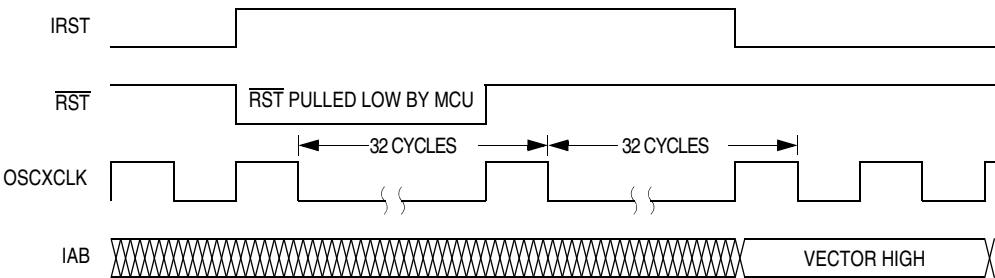 IRST
RST
RST PULLED LOW BY MCU
32 CYCLES
32 CYCLES
OSCXCLK
IAB
VECTOR HIGH